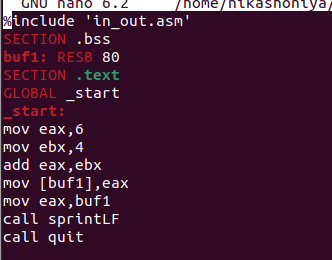 GNU nano 6.2 /home/nikashoniya/
%include 'in_out.asm'
SECTION .bss
buf1: RESB 80
SECTION .text
GLOBAL _start
_start:
mov eax,6
mov ebx,4
add eax,ebx
mov [buf1],eax
mov eax,buf1
call sprintLF
call quit